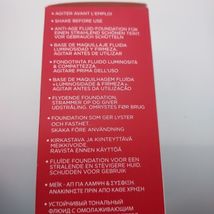 • AGITER AVANT L'EMPLOI
• SHAKE BEFORE USE
• ANTI-AGE FLUID-FOUNDATION FÜR
EINEN STRAHLEND SCHÖNEN TEINT
VOR GEBRAUCH SCHÜTTELN
• BASE DE MAQUILLAJE FLUIDA
LUMINOSIDAD Y FIRMEZA
AGITAR ANTES DE UTILIZAR
• FONDOTINTA FLUIDO LUMINOSITÀ
& COMPATTEZZA
AGITARE PRIMA DELL'USO
• BASE DE MAQUILHAGEM FLUIDA
LUMINOSIDADE & FIRMEZA
AGITAR ANTES DE UTILIZAR
• FLYDENDE FOUNDATION,
STRAMMER OP OG GIVER
UDSTRÅLING, OMRYSTES FØR BRUG
• FOUNDATION SOM GER LYSTER
OCH FASTHET.
SKAKA FÖRE ANVÄNDNING
• KIRKASTAVA JA KIINTEYTTÄVÄ
MEIKKIVOIDE.
RAVISTA ENNEN KÄYTTÖÄ
• FLUÏDE FOUNDATION VOOR EEN
STRALENDE EN STEVIGERE HUID.
SCHUDDEN VOOR GEBRUIK
• ΜΕΪΚ - ΑΠ ΓΙΑ ΛΑΜΨΗ & ΣΥΣΦΙΞΗ
ΑΝΑΚΙΝΗΣΤΕ ΠΡΙΝ ΑΠΟ ΚΑΘΕ ΧΡΗΣΗ
• УСТОЙЧИВЫЙ ТОНАЛЬНЫЙ
ФЛЮИД С ОМОЛАЖИВАЮЩИМ